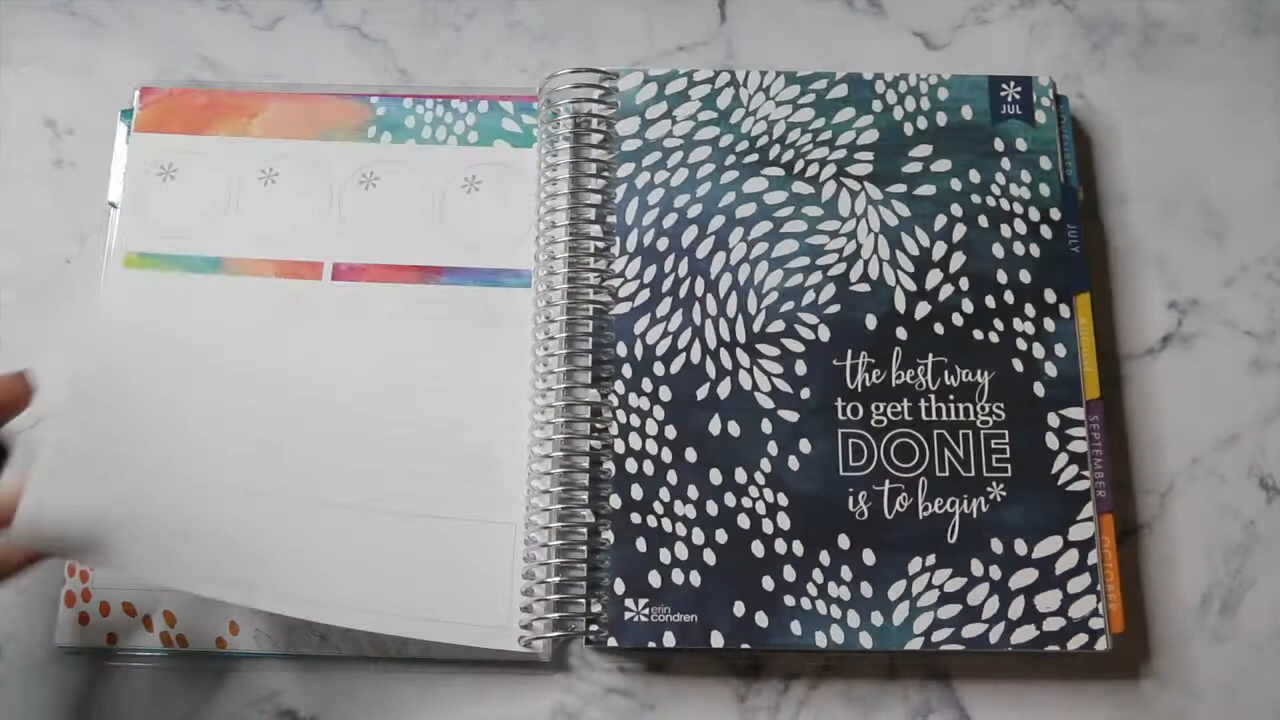 * JUL
the best way
to get things
DONE
is to begin*
erin
condren
JULY
AUGUST
SEPTEMBER
OCTOBER